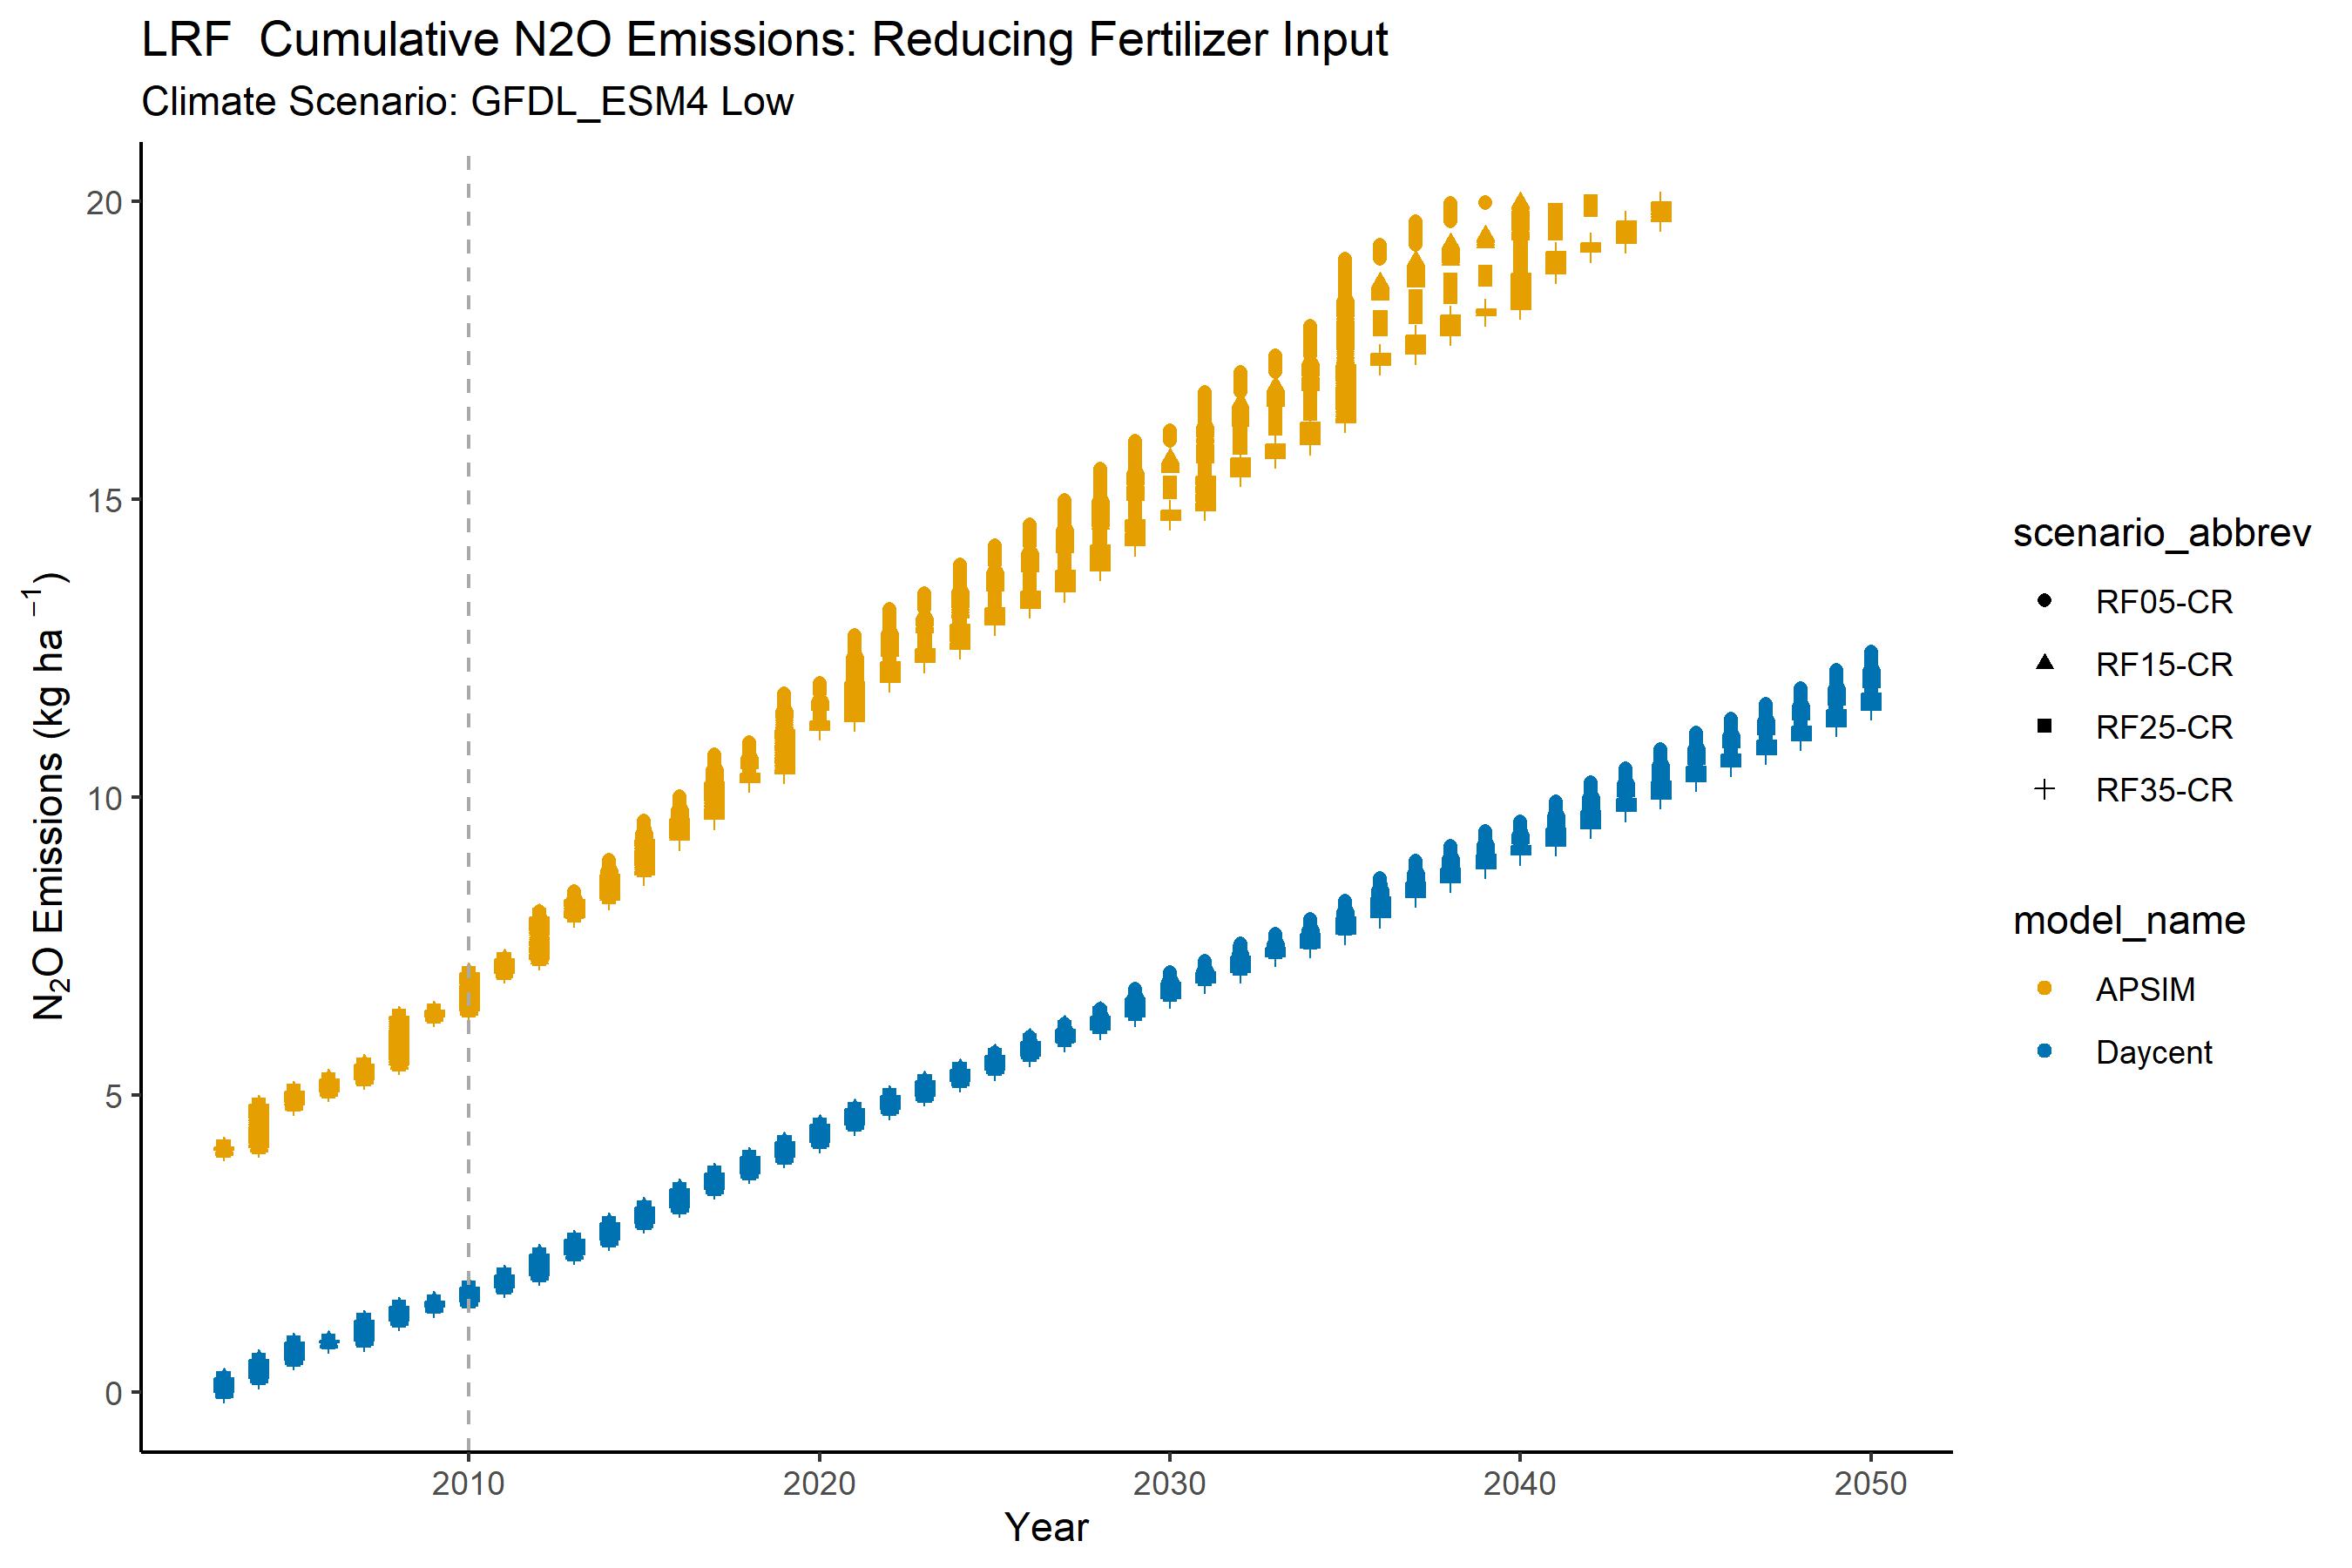 LRF  Cumulative N2O Emissions: Reducing Fertilizer Input
Climate Scenario: GFDL_ESM4 Low
N₂O Emissions (kg ha ⁻¹)
20
15
10
5
0
2010
2020
2030
2040
2050
Year
scenario_abbrev
RF05-CR
RF15-CR
RF25-CR
RF35-CR
model_name
APSIM
Daycent